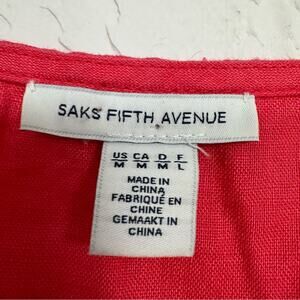 SAKS FIFTH AVENUE
US CA D F
M M M L
MADE IN
CHINA
FABRIQUÉ EN
CHINE
GEMAAKT IN
CHINA